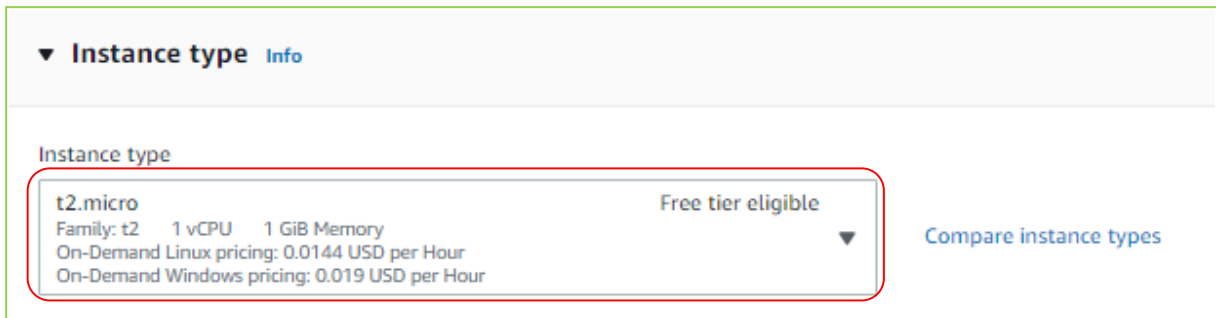 Instance type Info
Instance type
t2.micro Free tier eligible
Family: t2 1 vCPU 1 GiB Memory
On-Demand Linux pricing: 0.0144 USD per Hour
On-Demand Windows pricing: 0.019 USD per Hour
Compare instance types